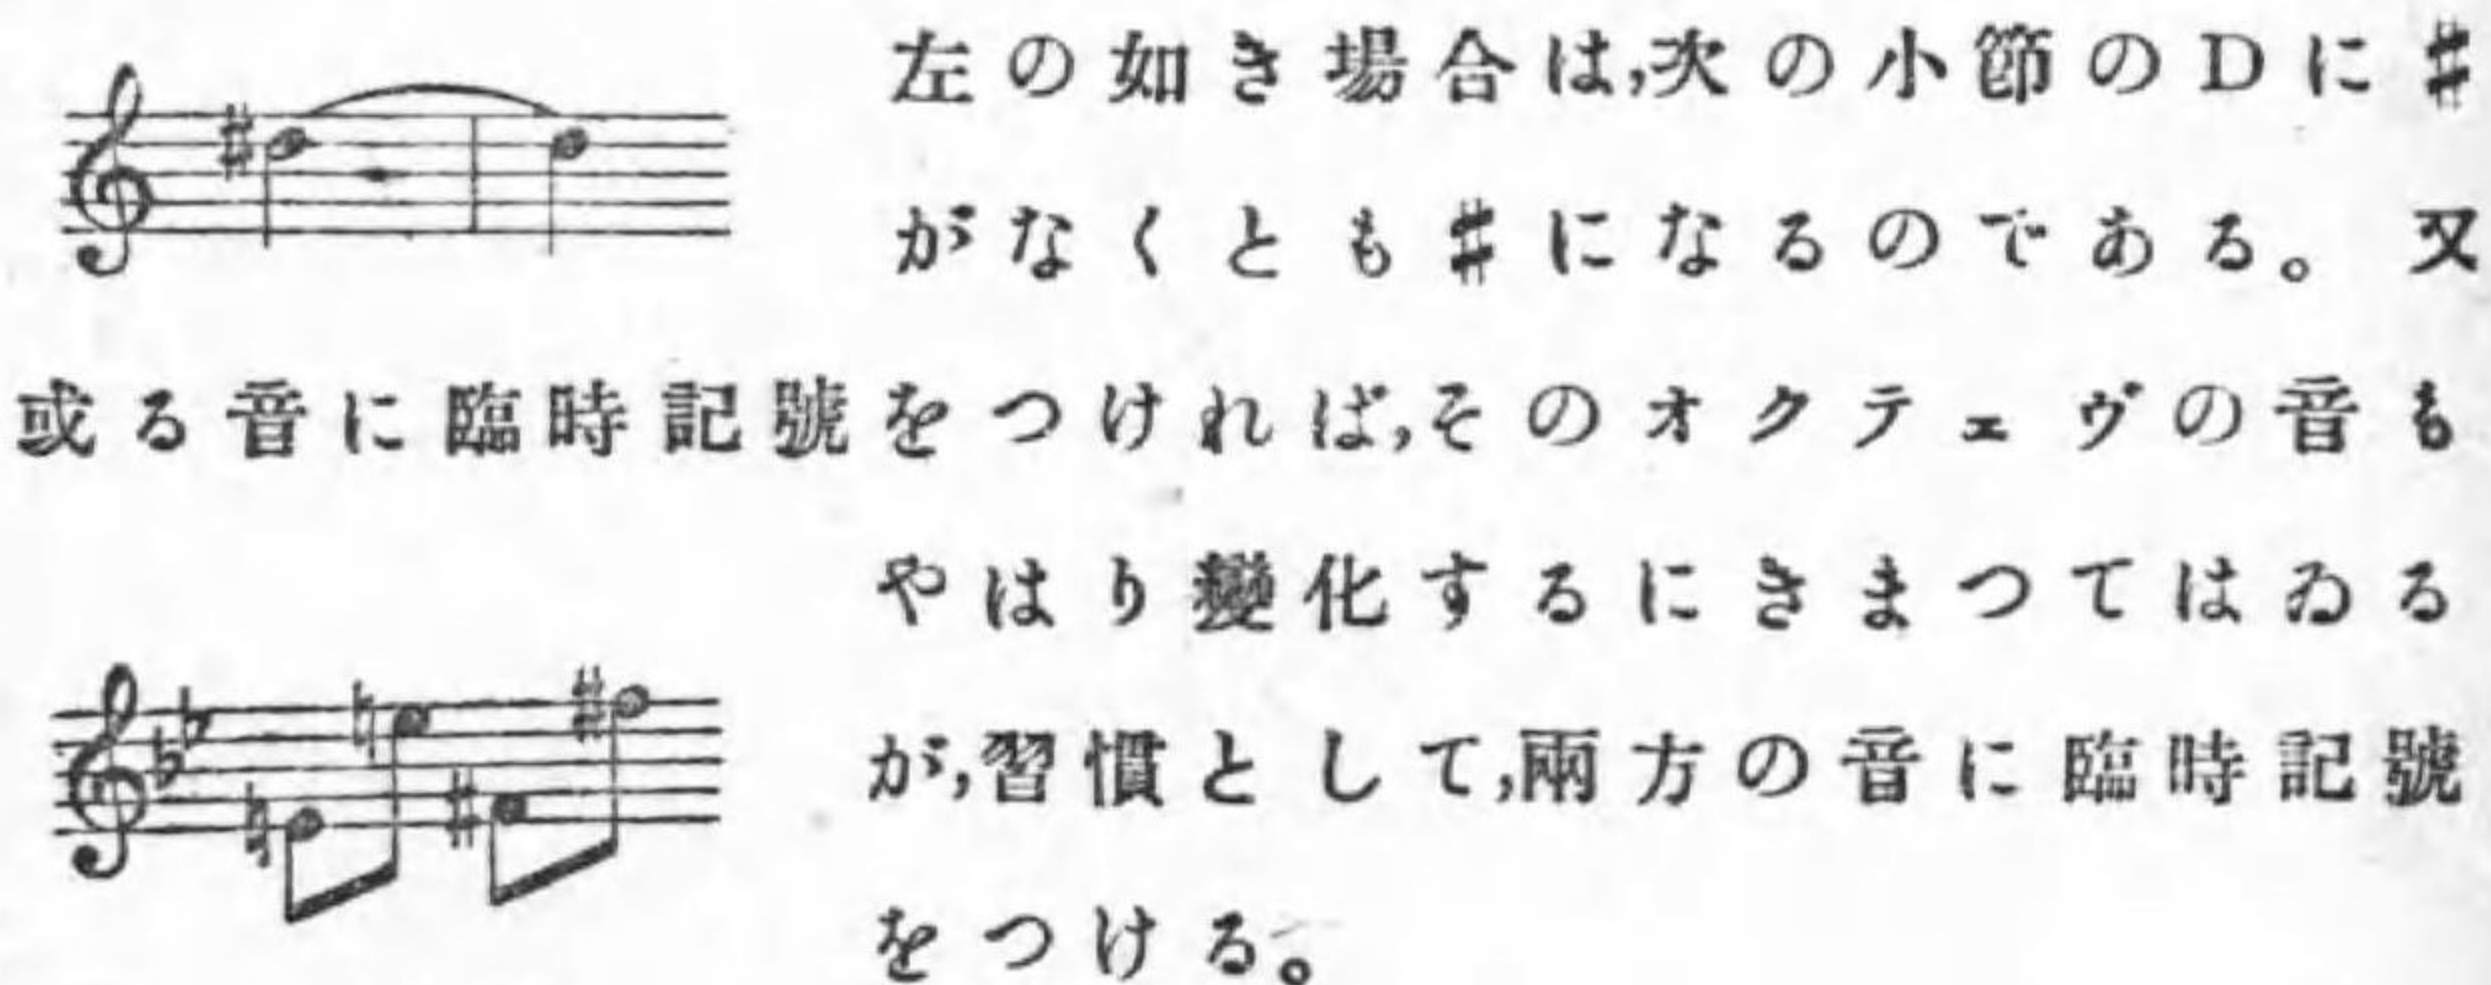 左の如き場合は,次の小節のDに♯
がなくとも♯になるのである。又
或る音に臨時記號をつければ,そのオクテェヴの音も
やはり變化するにきまつてはゐる
が,習慣として,兩方の音に臨時記號
をつける。